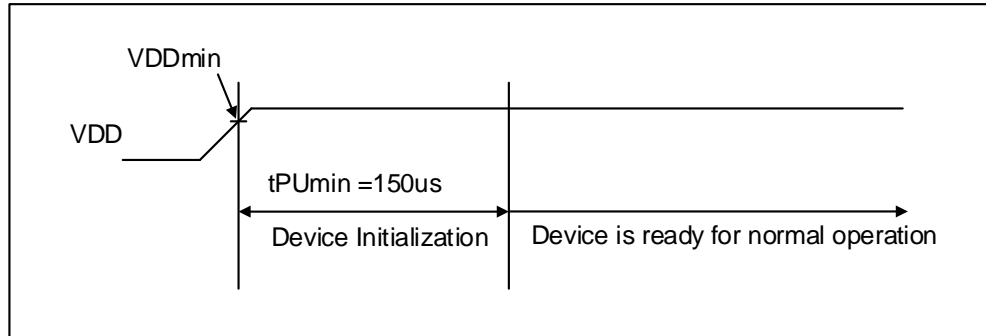 VDDmin
VDD
tPUmin =150us
Device Initialization
Device is ready for normal operation